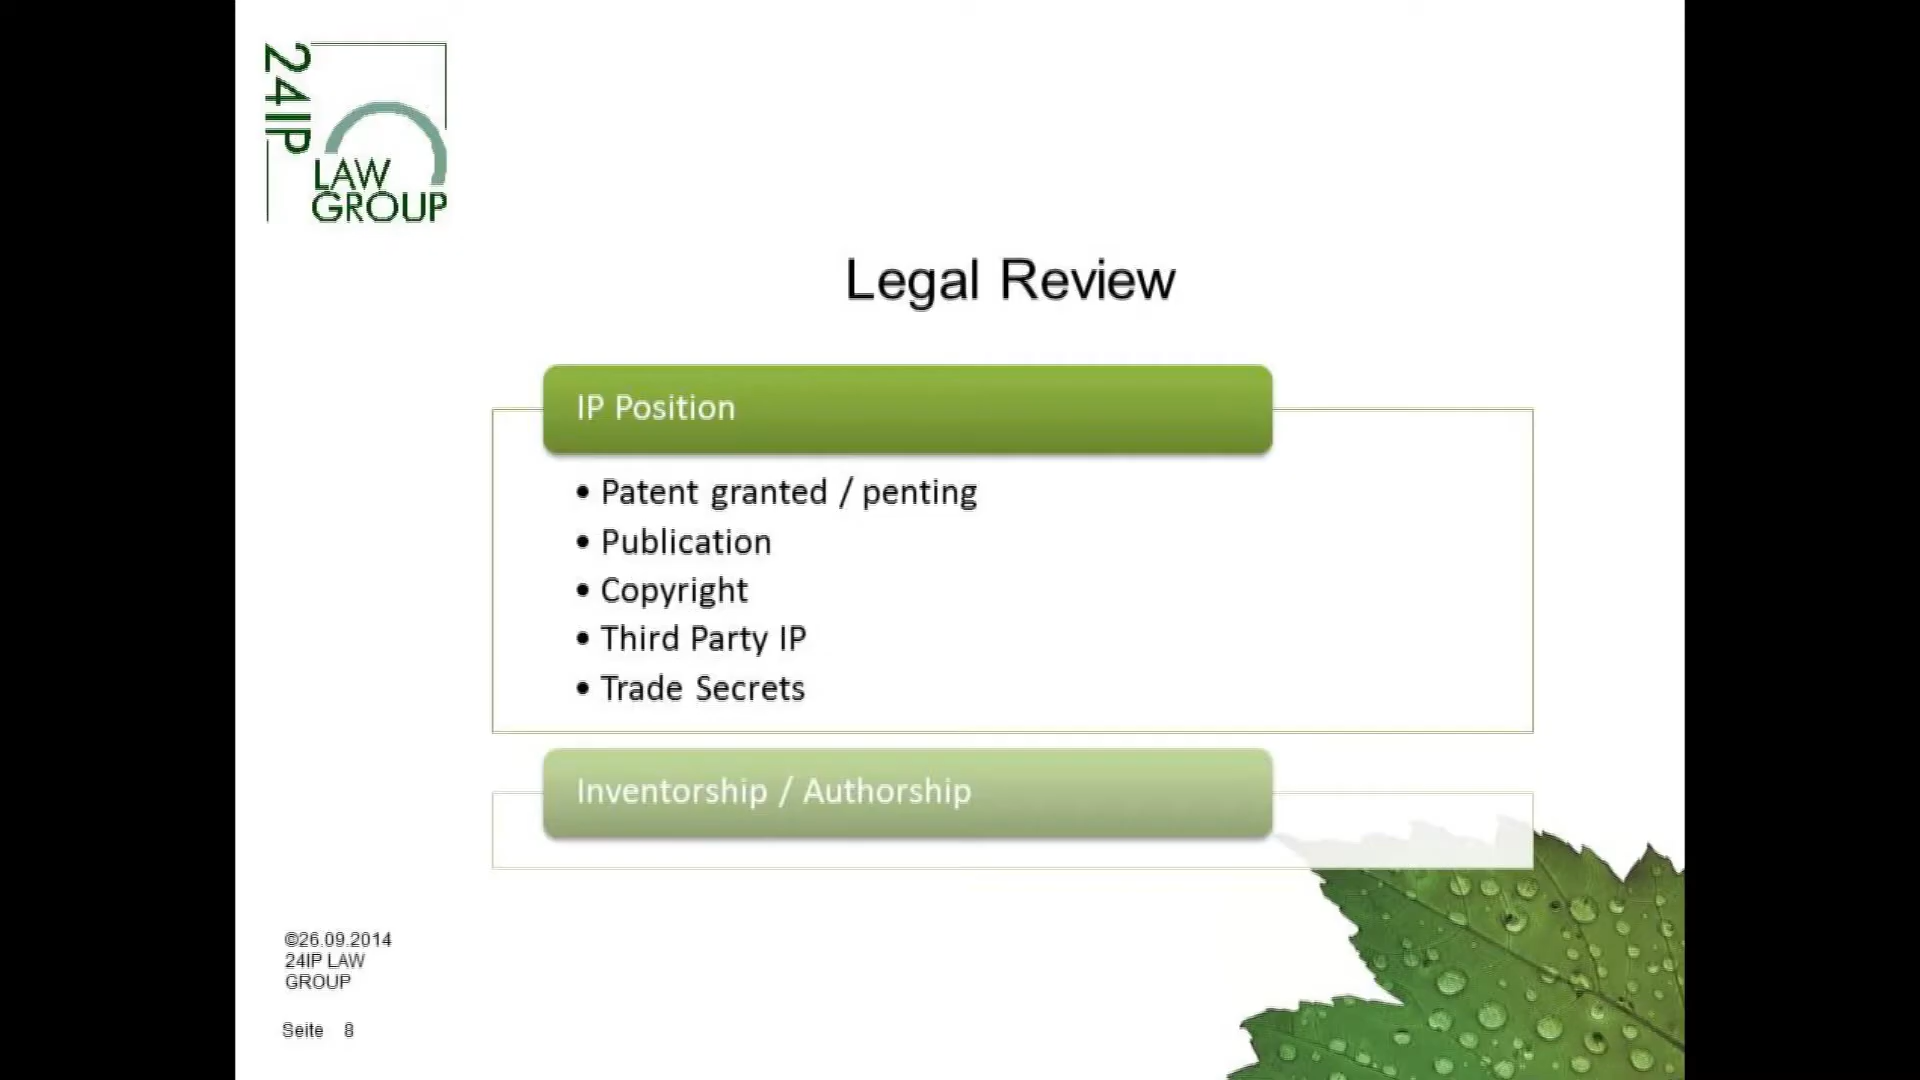 24IP
LAW
GROUP
Legal Review
IP Position
• Patent granted / penting
• Publication
• Copyright
• Third Party IP
• Trade Secrets
Inventorship / Authorship
©26.09.2014
24IP LAW
GROUP
Seite 8